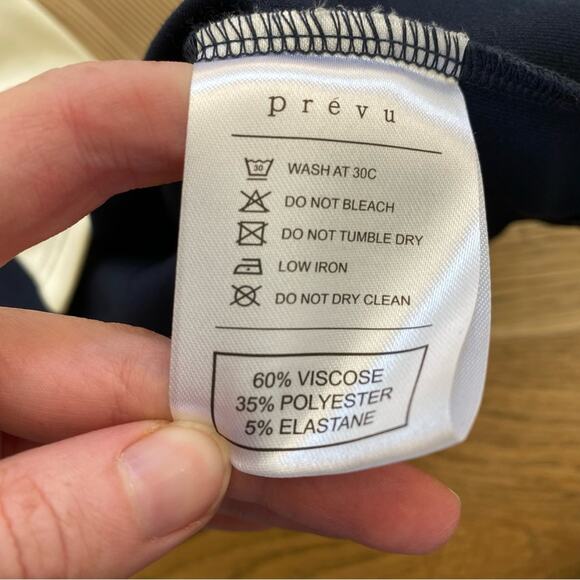 prévu
30
WASH AT 30C
DO NOT BLEACH
DO NOT TUMBLE DRY
LOW IRON
DO NOT DRY CLEAN
60% VISCOSE
35% POLYESTER
5% ELASTANE